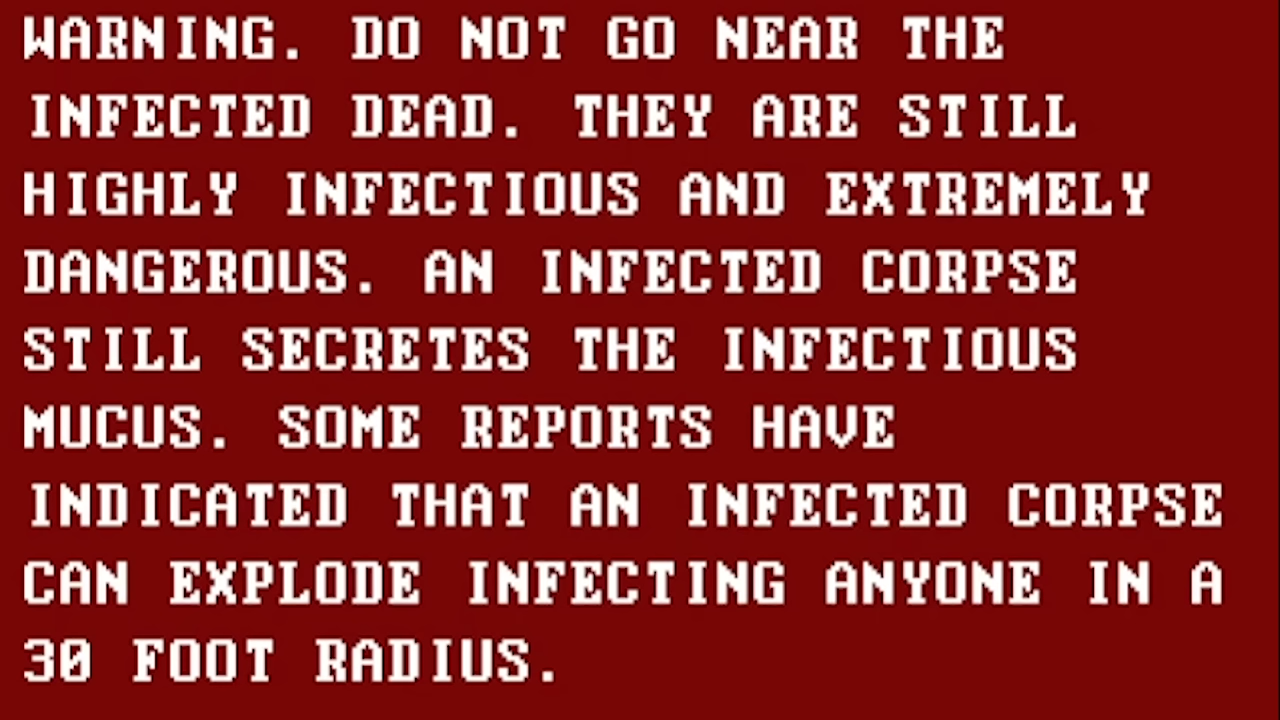 WARNING. DO NOT GO NEAR THE
INFECTED DEAD. THEY ARE STILL
HIGHLY INFECTIOUS AND EXTREMELY
DANGEROUS. AN INFECTED CORPSE
STILL SECRETES THE INFECTIOUS
MUCUS. SOME REPORTS HAVE
INDICATED THAT AN INFECTED CORPSE
CAN EXPLODE INFECTING ANYONE IN A
30 FOOT RADIUS.